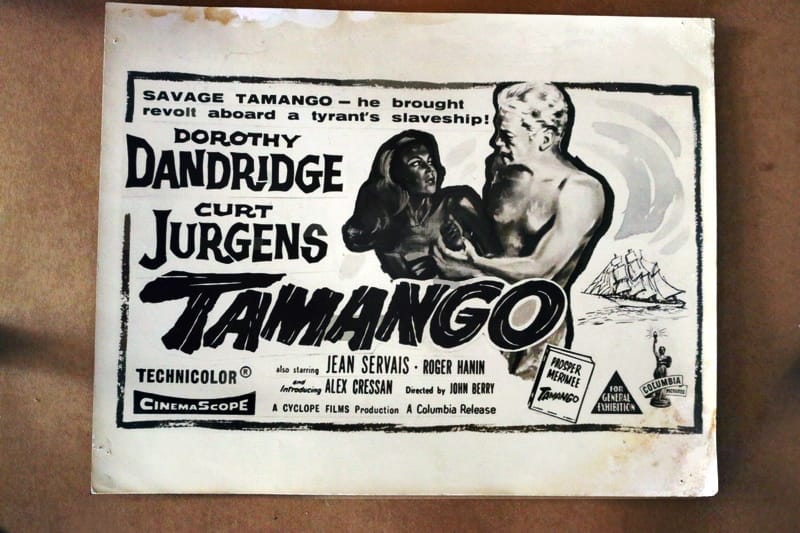 SAVAGE TAMANGO — he brought
revolt aboard a tyrant's slaveship!
DOROTHY
DANDRIDGE
CURT
JURGENS
TAMANGO
TECHNICOLOR®
CINEMASCOPE
also starring JEAN SERVAIS · ROGER HANIN
and Introducing ALEX CRESSAN Directed by JOHN BERRY
A CYCLOPE FILMS Production A Columbia Release
PROSPER
MERIMEE
TAMANGO
FOR
GENERAL
EXHIBITION
COLUMBIA
PICTURES